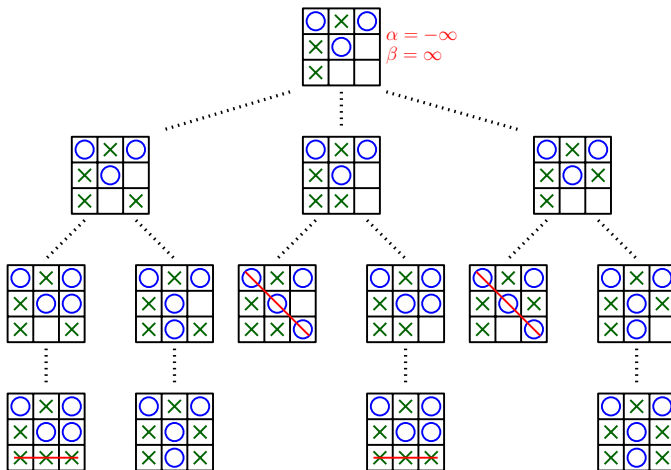 α = −∞
β = ∞